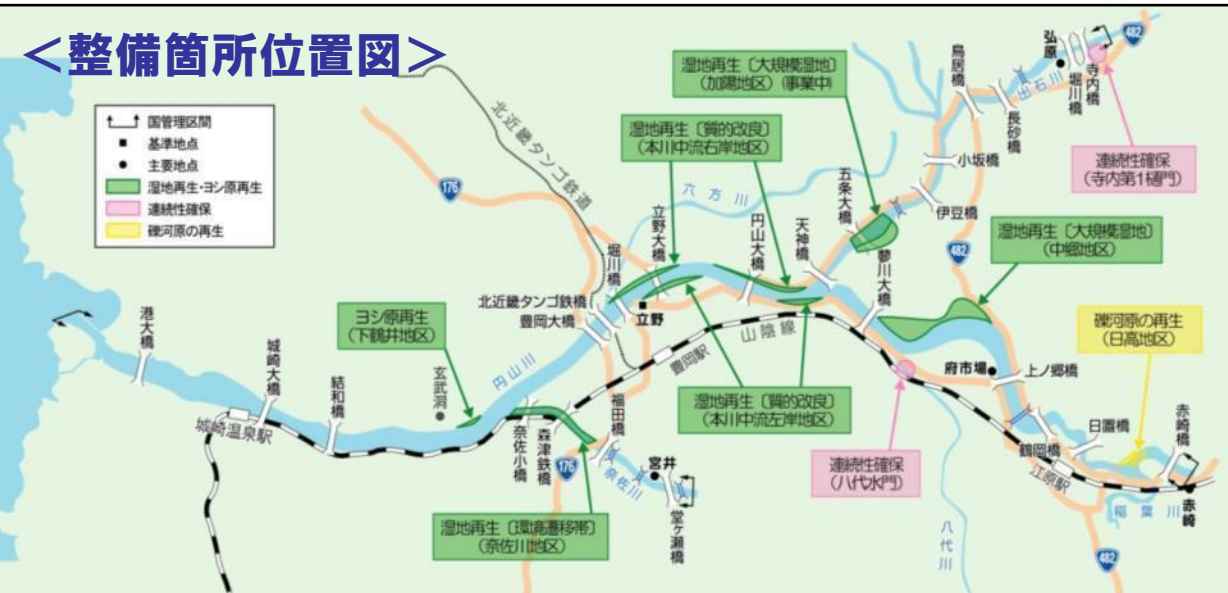 ＜整備箇所位置図＞
国管理区間
基準地点
主要地点
湿地再生・ヨシ原再生
連続性確保
礫河原の再生
482
弘原
寺内橋
堀川橋
出石川
鳥居橋
長砂橋
湿地再生〔大規模湿地〕
（加陽地区）（事業中）
北近畿タンゴ鉄道
湿地再生〔質的改良〕
（本川中流右岸地区）
小坂橋
連続性確保
（寺内第1樋門）
176
六方川
五条大橋
伊豆橋
立野大橋
円山大橋
天神橋
湿地再生〔大規模湿地〕
（中郷地区）
482
堀川橋
蓼川大橋
北近畿タンゴ鉄橋
豊岡大橋
立野
ヨシ原再生
（下鶴井地区）
港大橋
城崎大橋
結和橋
玄武洞
円山川
豊岡駅
山陰線
礫河原の再生
（日高地区）
府市場
上ノ郷橋
湿地再生〔質的改良〕
（本川中流左岸地区）
城崎温泉駅
奈佐小橋
森津鉄橋
福田橋
日置橋
赤崎橋
鶴岡橋
江原駅
176
宮井
奈佐川
連続性確保
（八代水門）
赤崎
稲葉川
堂ヶ瀬橋
湿地再生〔環境遷移帯〕
（奈佐川地区）
八代川
482